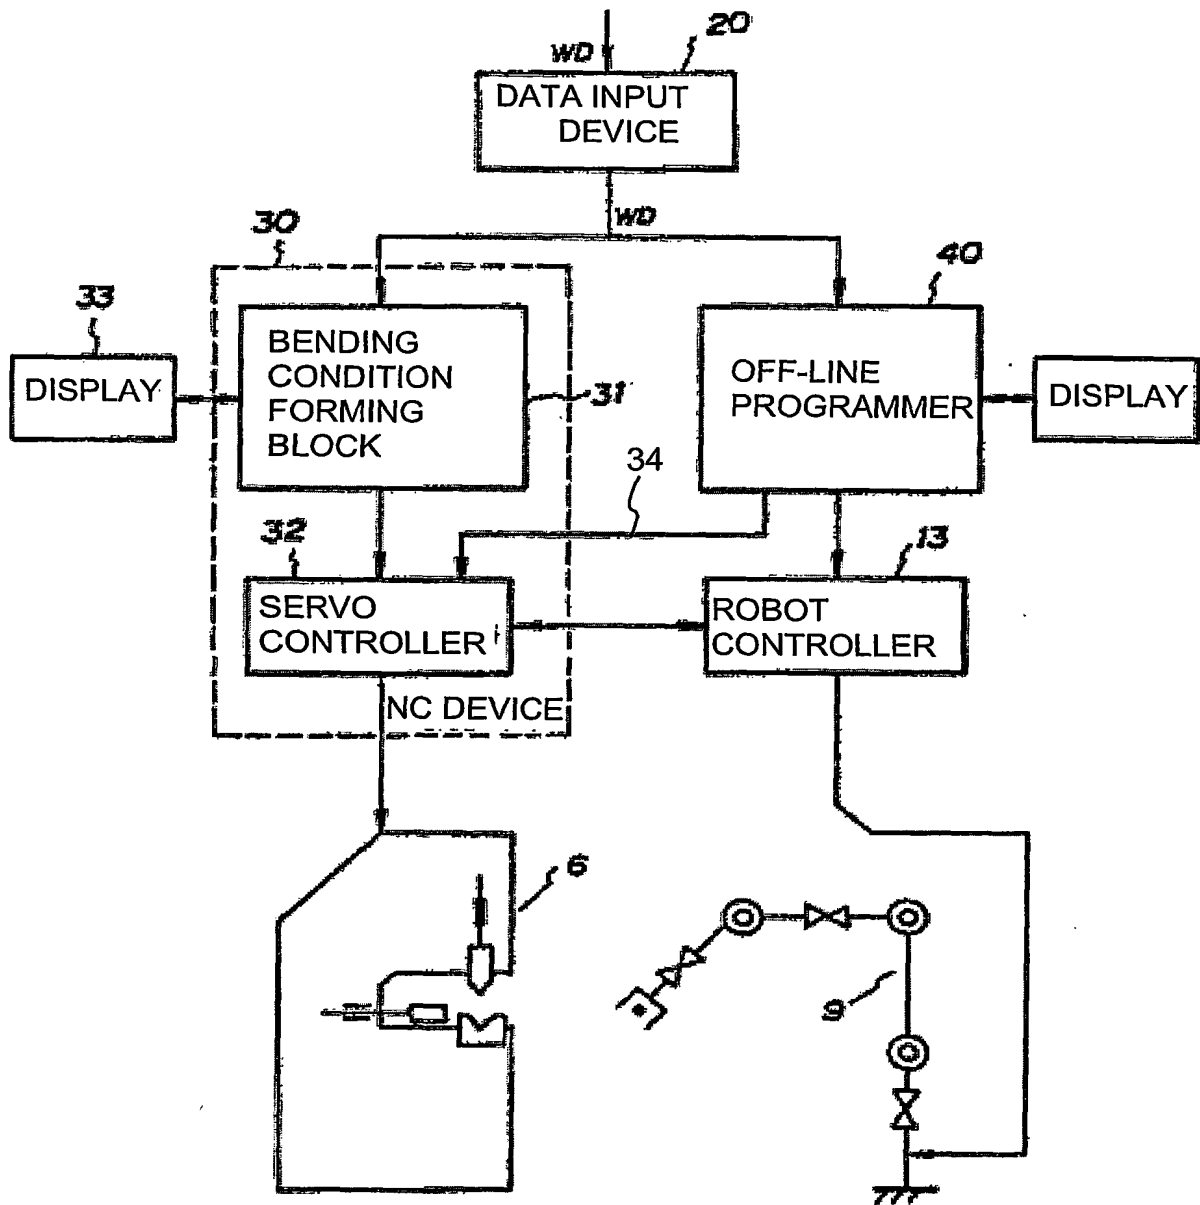 WD
20
DATA INPUT
DEVICE
WD
30
40
33
DISPLAY
BENDING
CONDITION
FORMING
BLOCK
31
OFF-LINE
PROGRAMMER
DISPLAY
34
32
13
SERVO
CONTROLLER
ROBOT
CONTROLLER
NC DEVICE
6
9